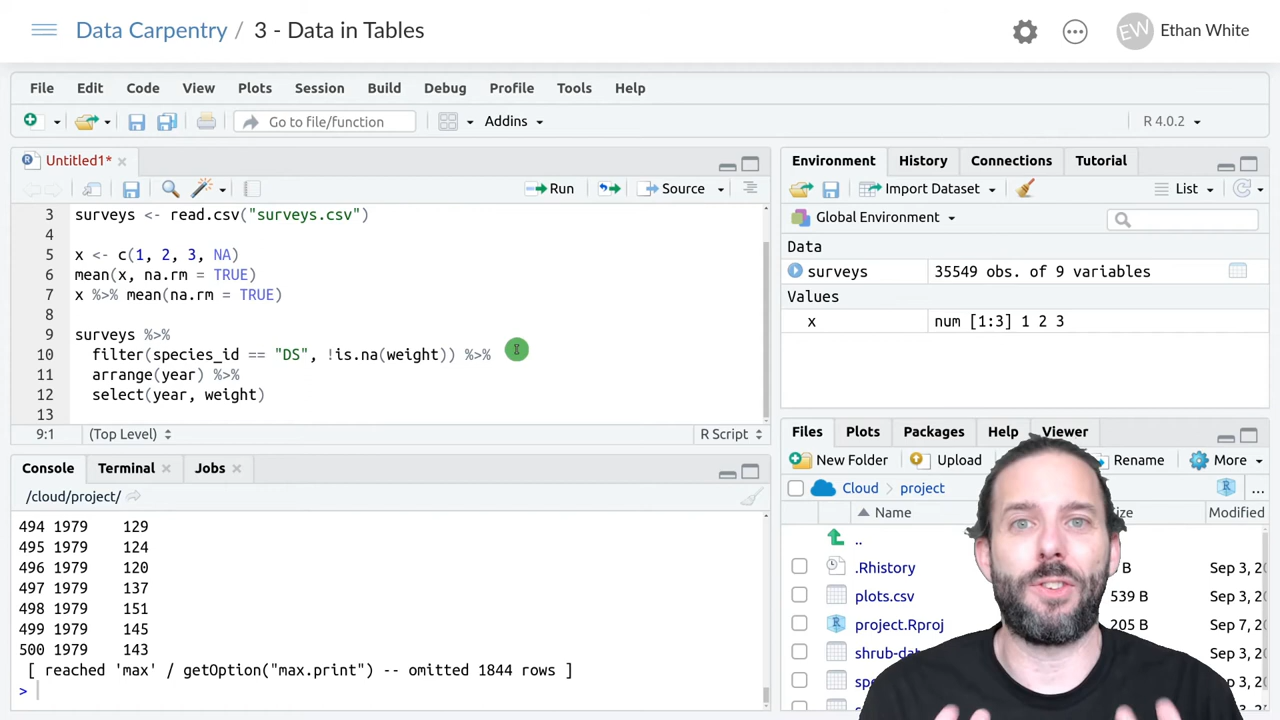 Data Carpentry / 3 - Data in Tables
EW Ethan White
File Edit Code View Plots Session Build Debug Profile Tools Help
Go to file/function
Addins
R 4.0.2
Untitled1*
Run
Source
3 surveys <- read.csv("surveys.csv")
4
5 x <- c(1, 2, 3, NA)
6 mean(x, na.rm = TRUE)
7 x %>% mean(na.rm = TRUE)
8
9 surveys %>%
10 filter(species_id == "DS", !is.na(weight)) %>%
11 arrange(year) %>%
12 select(year, weight)
13
9:1 (Top Level) R Script
Console Terminal Jobs
/cloud/project/
494 1979 129
495 1979 124
496 1979 120
497 1979 137
498 1979 151
499 1979 145
500 1979 143
[ reached 'max' / getOption("max.print") -- omitted 1844 rows ]
>
Environment History Connections Tutorial
Import Dataset
List
Global Environment
Data
surveys 35549 obs. of 9 variables
Values
x num [1:3] 1 2 3
Files Plots Packages Help Viewer
New Folder Upload Rename More
Cloud project ...
Name Modified
..
.Rhistory B Sep 3, 2
plots.csv 539 B Sep 3, 2
project.Rproj 205 B Sep 7, 2
Sep 3, 2
Sep 3, 2